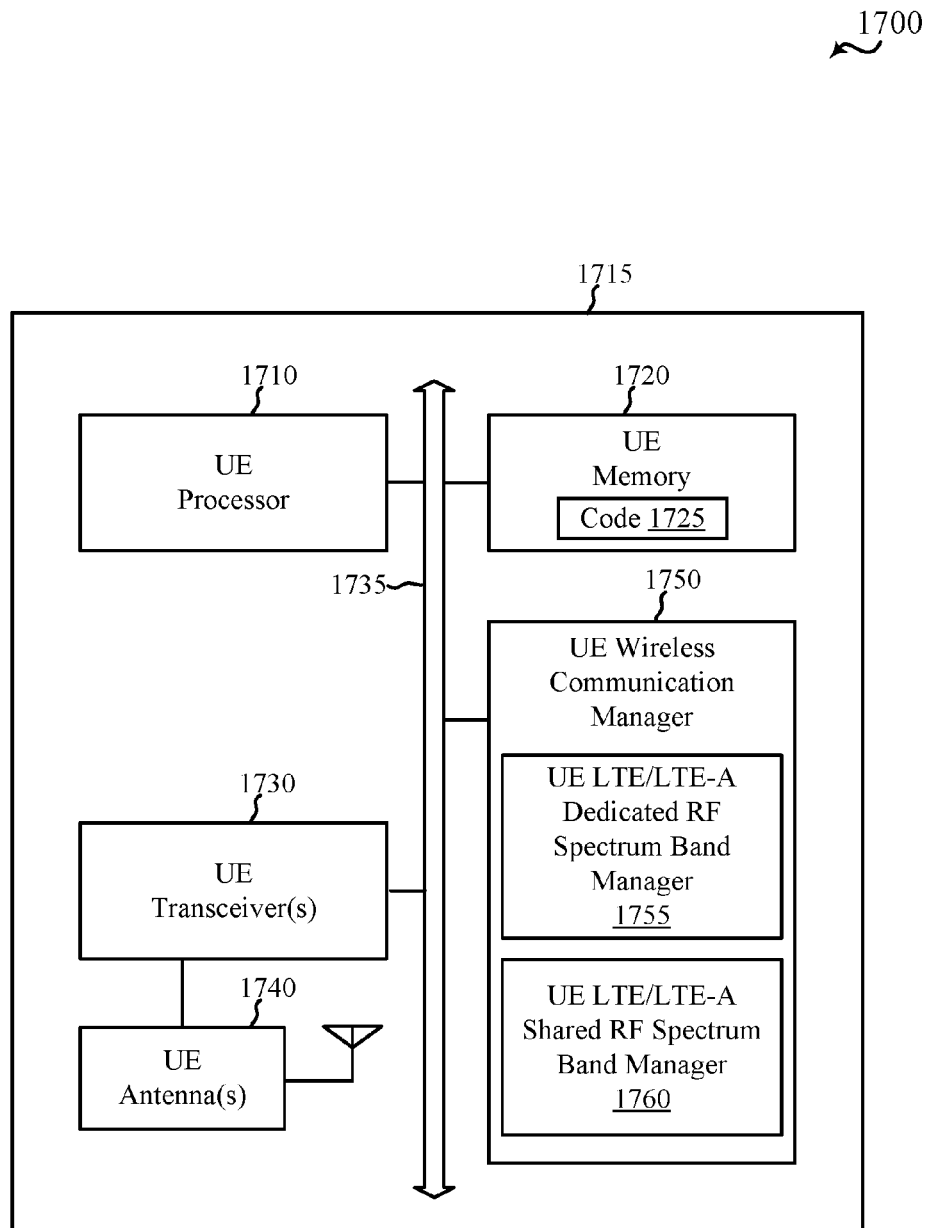 1700
1715
1710
UE
Processor
1720
UE
Memory
Code 1725
1735
1750
UE Wireless
Communication
Manager
UE LTE/LTE-A
Dedicated RF
Spectrum Band
Manager
1755
UE LTE/LTE-A
Shared RF Spectrum
Band Manager
1760
1730
UE
Transceiver(s)
1740
UE
Antenna(s)